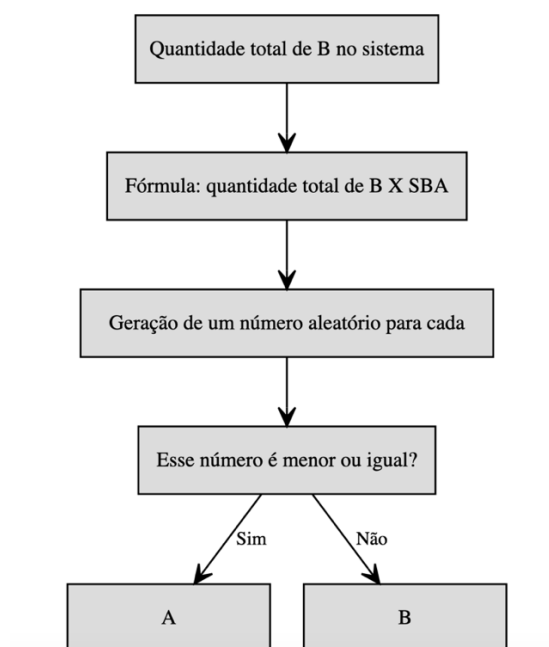 Quantidade total de B no sistema
Fórmula: quantidade total de B X SBA
Geração de um número aleatório para cada
Esse número é menor ou igual?
Sim
Não
A
B